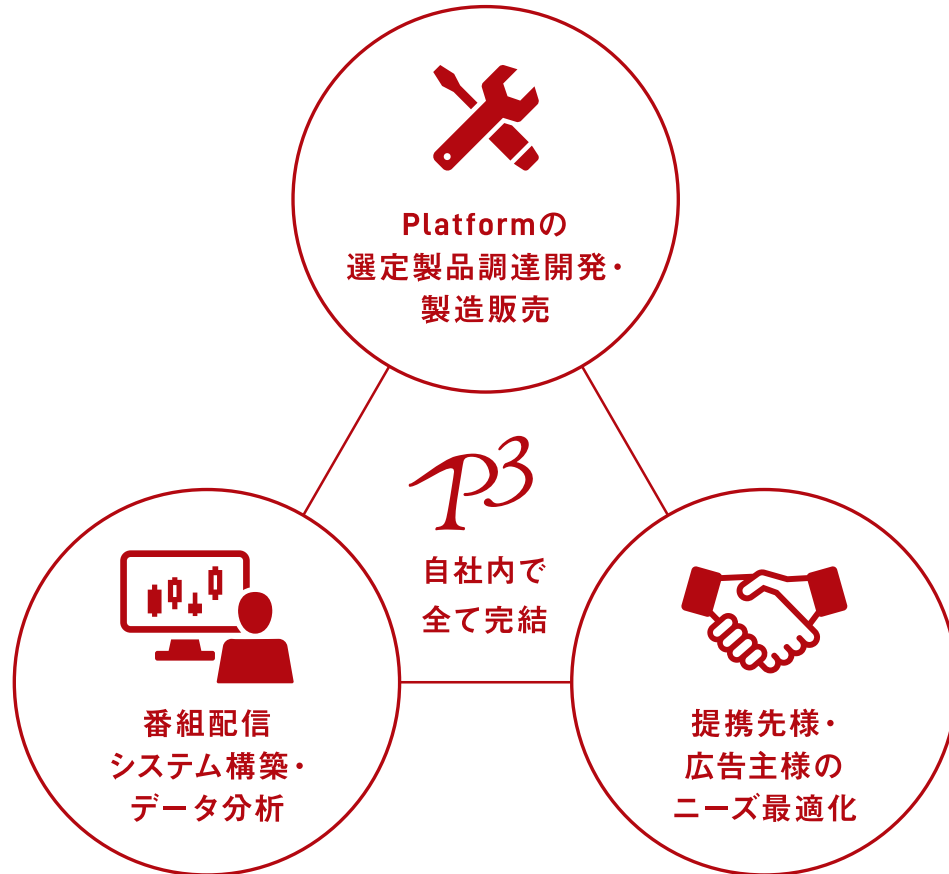 Platformの
選定製品調達開発・
製造販売
P3
自社内で
全て完結
番組配信
システム構築・
データ分析
提携先様・
広告主様の
ニーズ最適化